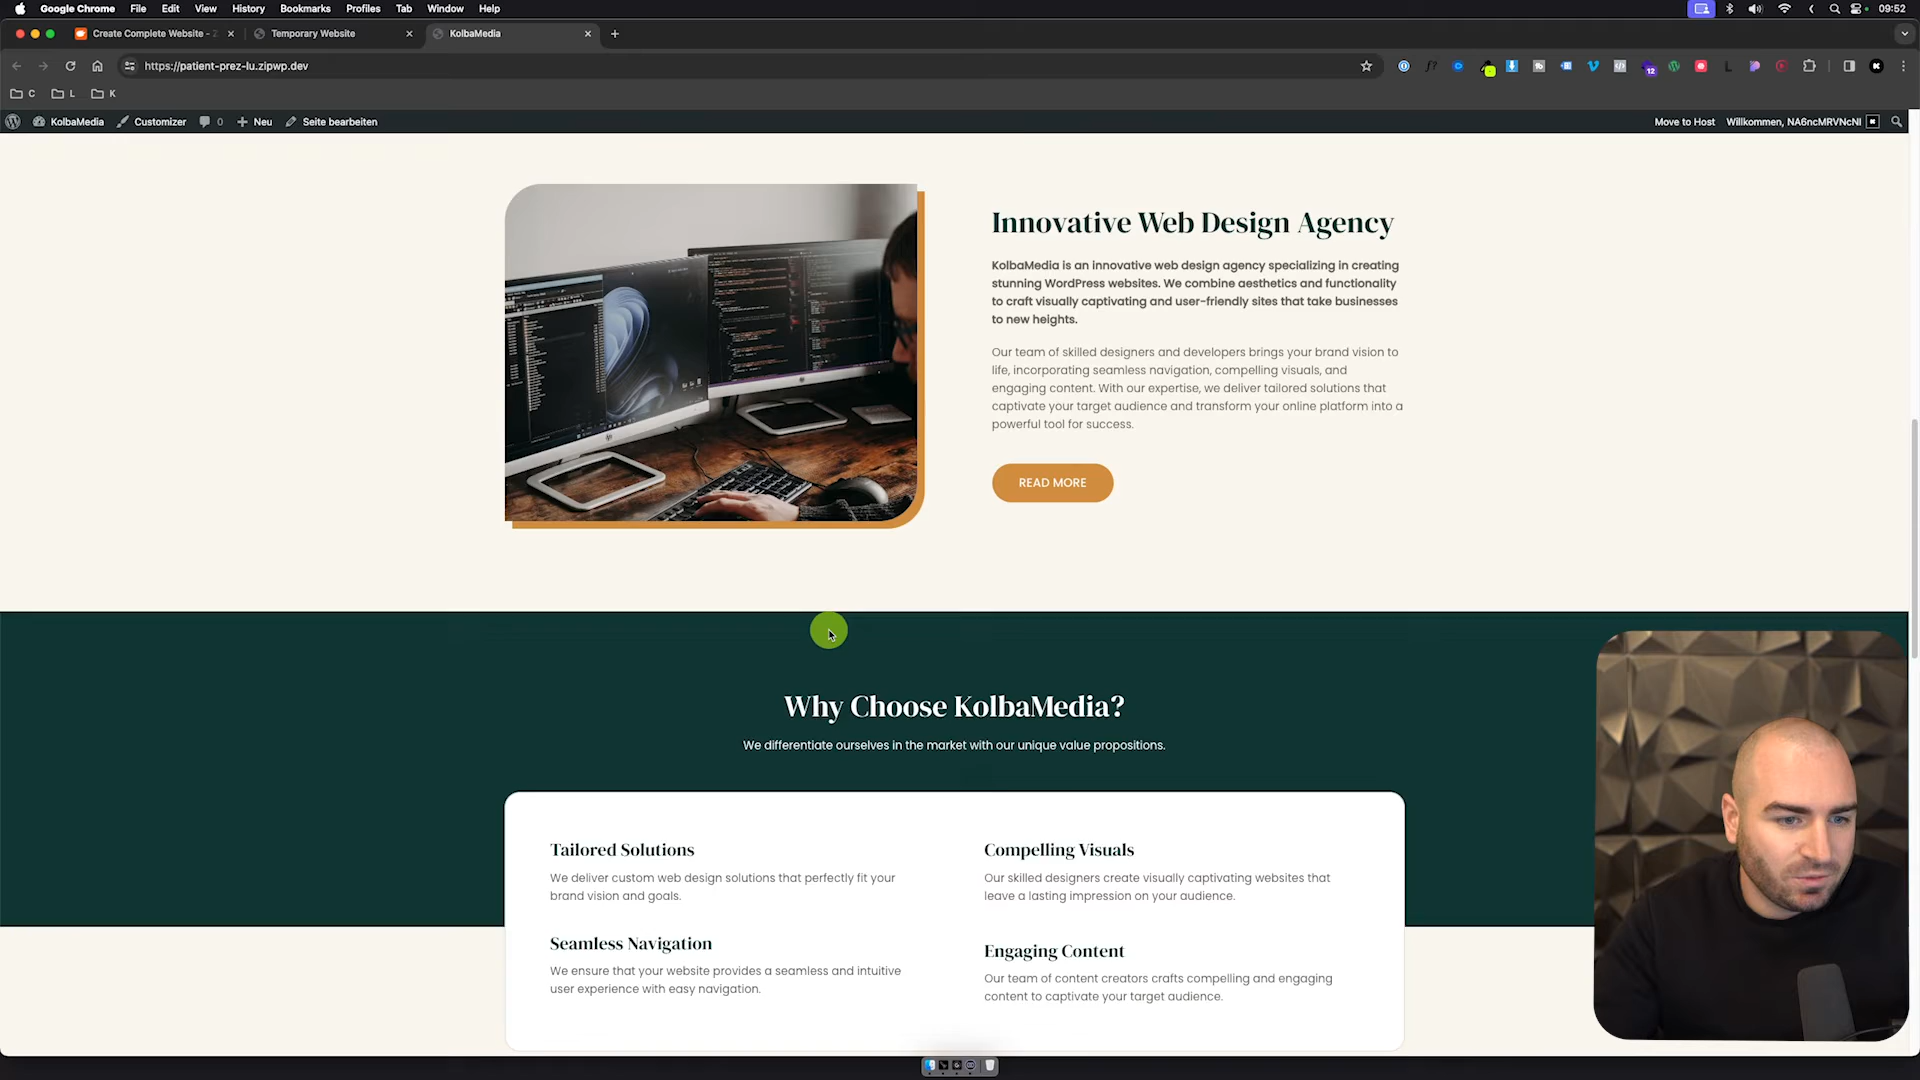 Google Chrome File Edit View History Bookmarks Profiles Tab Window Help 09:52
Create Complete Website - Temporary Website KolbaMedia
https://patient-prez-lu.zipwp.dev 12
C L K
KolbaMedia Customizer 0 Neu Seite bearbeiten Move to Host Willkommen, NA6ncMRVNcNI
Innovative Web Design Agency
KolbaMedia is an innovative web design agency specializing in creating
stunning WordPress websites. We combine aesthetics and functionality
to craft visually captivating and user-friendly sites that take businesses
to new heights.
Our team of skilled designers and developers brings your brand vision to
life, incorporating seamless navigation, compelling visuals, and
engaging content. With our expertise, we deliver tailored solutions that
captivate your target audience and transform your online platform into a
powerful tool for success.
READ MORE
Why Choose KolbaMedia?
We differentiate ourselves in the market with our unique value propositions.
Tailored Solutions
We deliver custom web design solutions that perfectly fit your
brand vision and goals.
Compelling Visuals
Our skilled designers create visually captivating websites that
leave a lasting impression on your audience.
Seamless Navigation
We ensure that your website provides a seamless and intuitive
user experience with easy navigation.
Engaging Content
Our team of content creators crafts compelling and engaging
content to captivate your target audience.